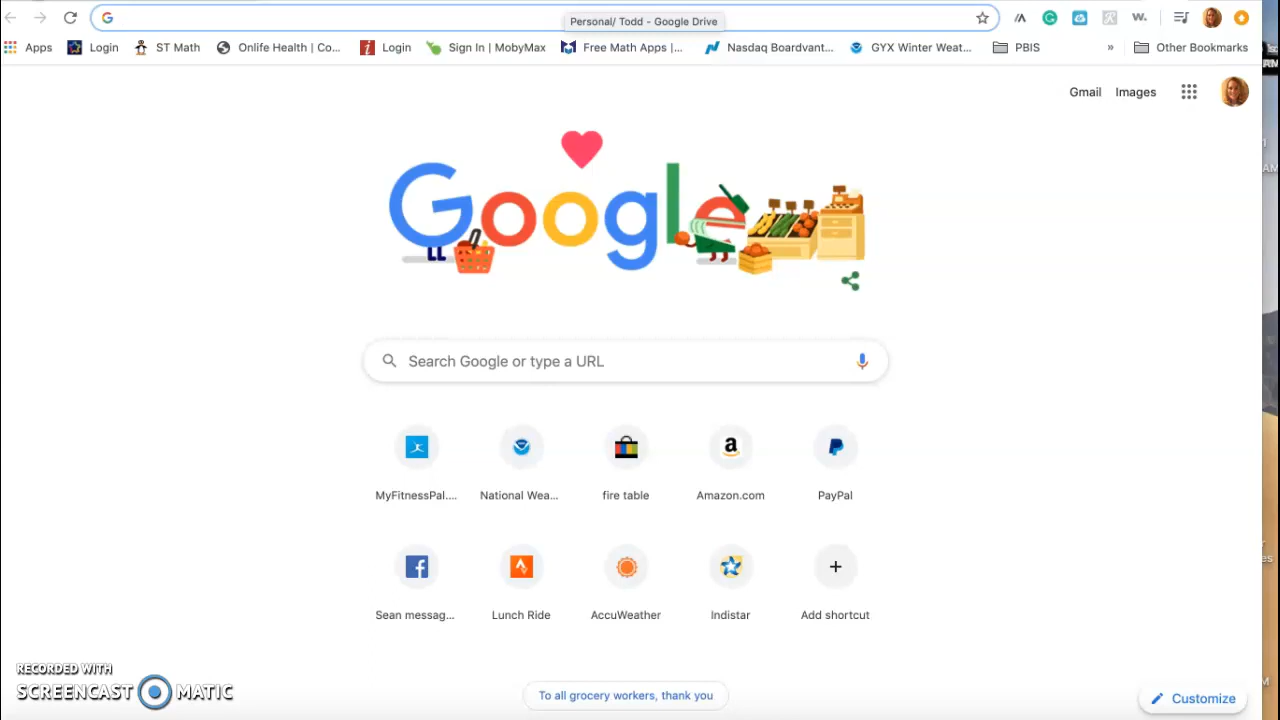 Personal/ Todd - Google Drive
W.
Apps
Login
ST Math
Onlife Health | Co...
Login
Sign In | MobyMax
Free Math Apps |...
Nasdaq Boardvant...
GYX Winter Weat...
PBIS
»
Other Bookmarks
Gmail
Images
Google
Search Google or type a URL
MyFitnessPal....
National Wea...
fire table
Amazon.com
PayPal
Sean messag...
Lunch Ride
AccuWeather
Indistar
Add shortcut
RECORDED WITH
SCREENCAST MATIC
To all grocery workers, thank you
Customize